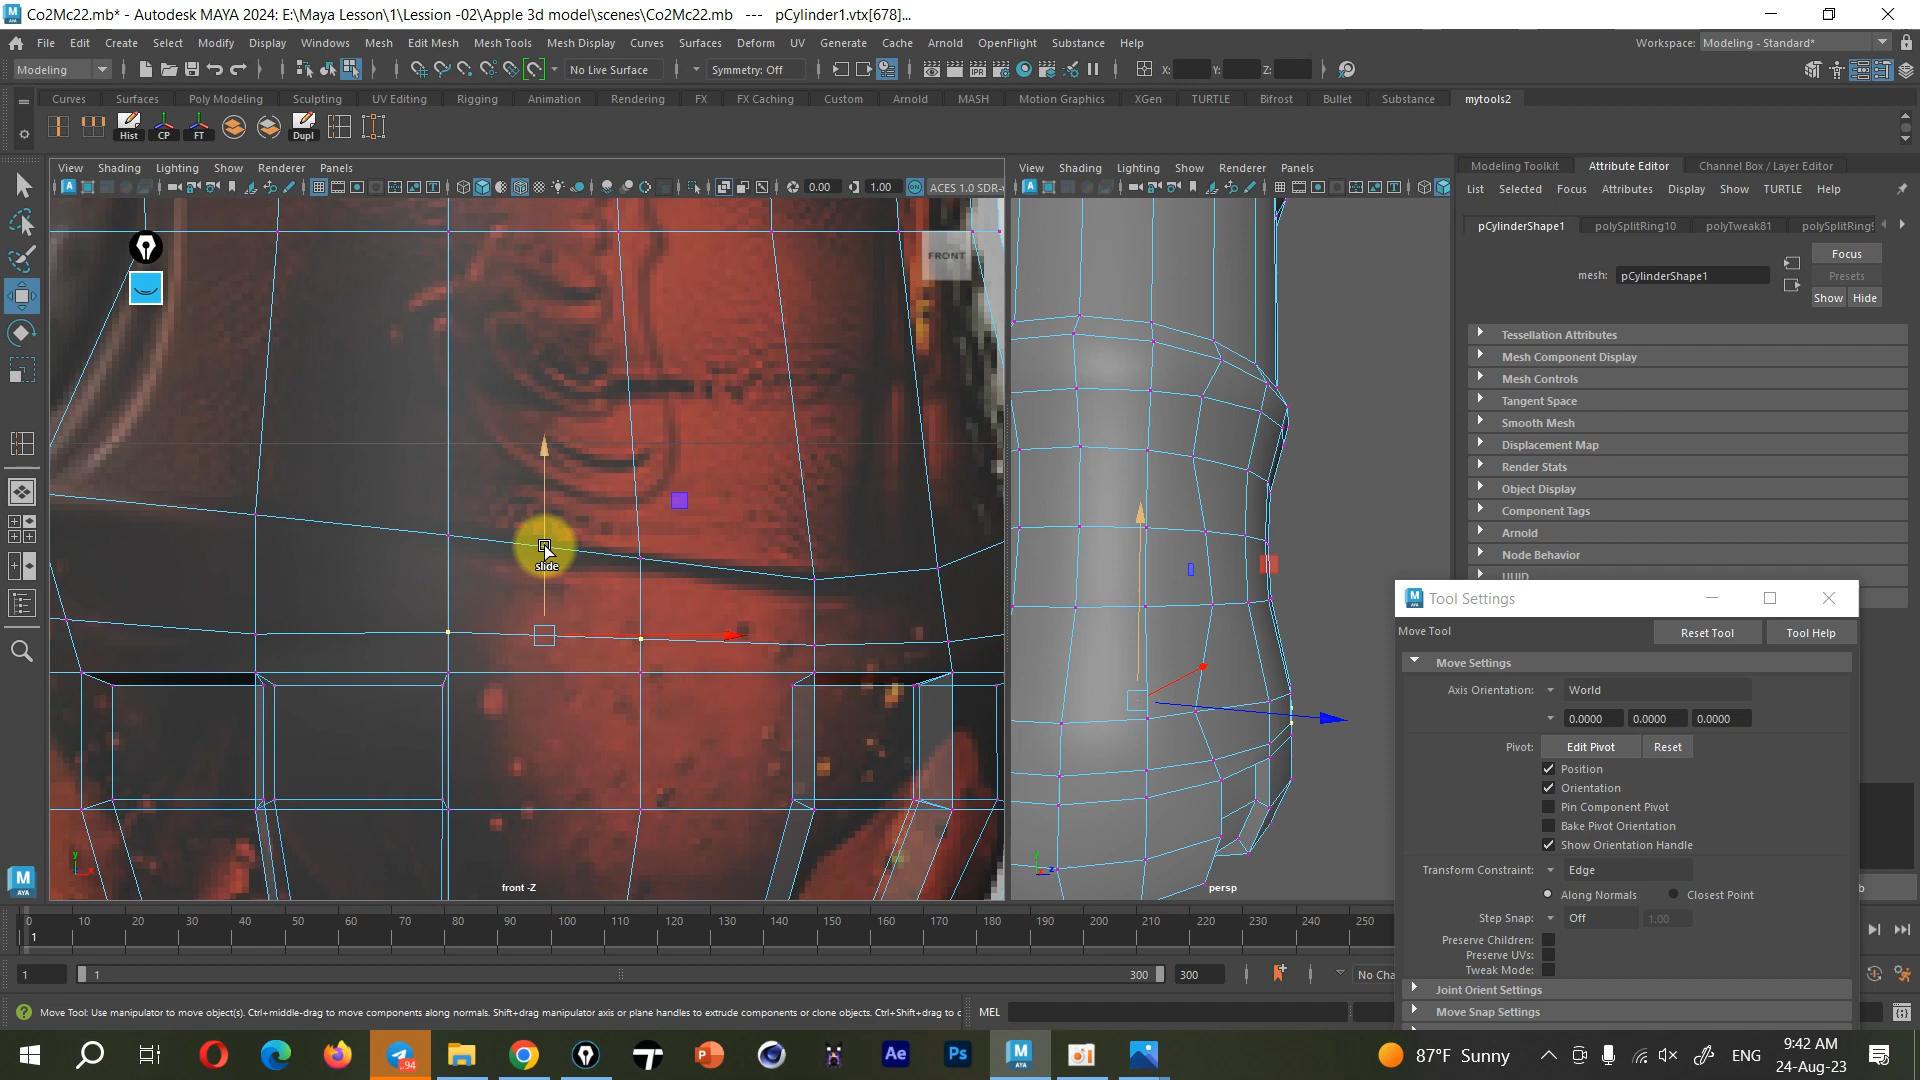 Co2Mc22.mb* - Autodesk MAYA 2024: E:\Maya Lesson\1\Lession -02\Apple 3d model\scenes\Co2Mc22.mb   ---   pCylinder1.vtx[678]...
File Edit Create Select Modify Display Windows Mesh Edit Mesh Mesh Tools Mesh Display Curves Surfaces Deform UV Generate Cache Arnold OpenFlight Substance Help
Workspace: Modeling - Standard*
Modeling No Live Surface Symmetry: Off X: Y: Z:
Curves Surfaces Poly Modeling Sculpting UV Editing Rigging Animation Rendering FX FX Caching Custom Arnold MASH Motion Graphics XGen TURTLE Bifrost Bullet Substance mytools2
Hist CP FT Dupl
View Shading Lighting Show Renderer Panels
0.00 1.00 ACES 1.0 SDR-v
FRONT
slide
front -Z
View Shading Lighting Show Renderer Panels
persp
Modeling Toolkit Attribute Editor Channel Box / Layer Editor
List Selected Focus Attributes Display Show TURTLE Help
pCylinderShape1 polySplitRing10 polyTweak81 polySplitRing9
Focus
mesh: pCylinderShape1
Presets
Show Hide
Tessellation Attributes
Mesh Component Display
Mesh Controls
Tangent Space
Smooth Mesh
Displacement Map
Render Stats
Object Display
Component Tags
Arnold
Node Behavior
UUID
Tool Settings
Move Tool Reset Tool Tool Help
Move Settings
Axis Orientation: World
0.0000 0.0000 0.0000
Pivot: Edit Pivot Reset
Position
Orientation
Pin Component Pivot
Bake Pivot Orientation
Show Orientation Handle
Transform Constraint: Edge
Along Normals Closest Point
Step Snap: Off 1.00
Preserve Children:
Preserve UVs:
Tweak Mode:
Joint Orient Settings
Move Snap Settings
0 10 20 30 40 50 60 70 80 90 100 110 120 130 140 150 160 170 180 190 200 210 220 230 240 250
1
1 1 300 300 No Cha
Move Tool: Use manipulator to move object(s). Ctrl+middle-drag to move components along normals. Shift+drag manipulator axis or plane handles to extrude components or clone objects. Ctrl+Shift+drag to c
MEL
.94
87°F Sunny
ENG
9:42 AM
24-Aug-23